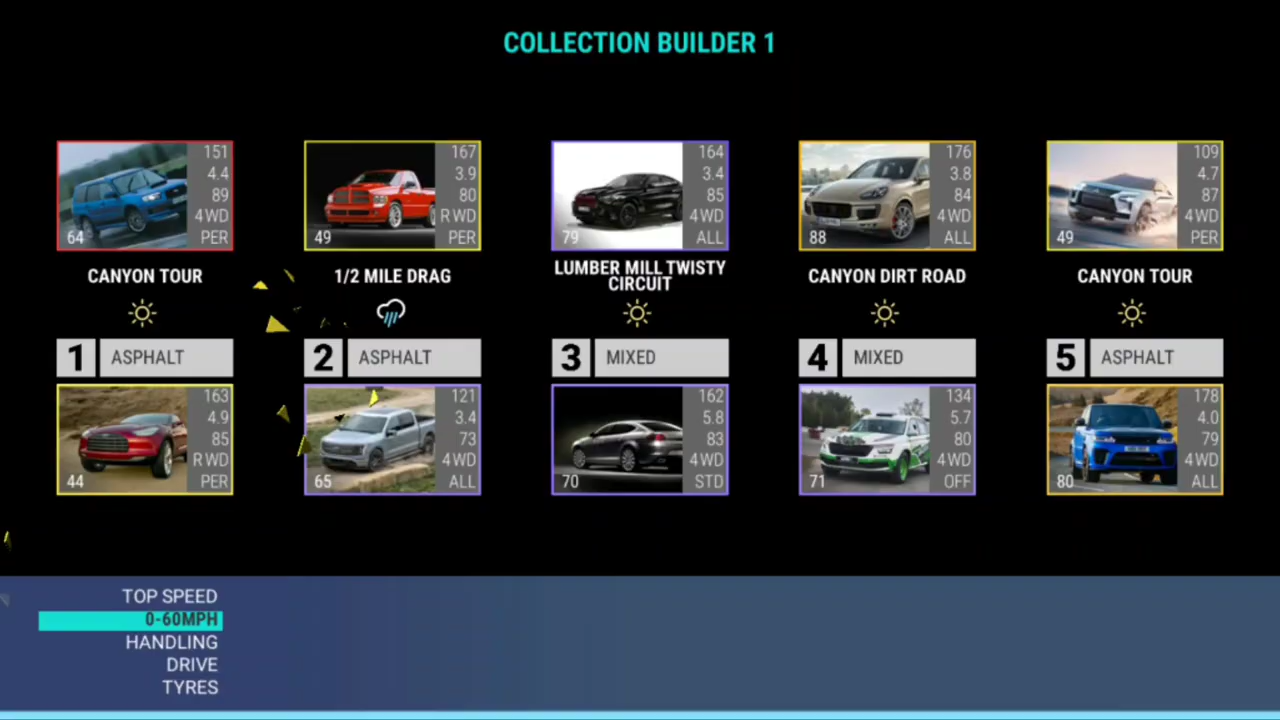 COLLECTION BUILDER 1
151
4.4
89
4WD
64 PER
167
3.9
80
RWD
49 PER
164
3.4
85
4WD
79 ALL
176
3.8
84
4WD
88 ALL
109
4.7
87
4WD
49 PER
CANYON TOUR
1/2 MILE DRAG
LUMBER MILL TWISTY
CIRCUIT
CANYON DIRT ROAD
CANYON TOUR
1 ASPHALT
2 ASPHALT
3 MIXED
4 MIXED
5 ASPHALT
163
4.9
85
RWD
44 PER
121
3.4
73
4WD
65 ALL
162
5.8
83
4WD
70 STD
134
5.7
80
4WD
71 OFF
178
4.0
79
4WD
80 ALL
TOP SPEED
0-60MPH
HANDLING
DRIVE
TYRES